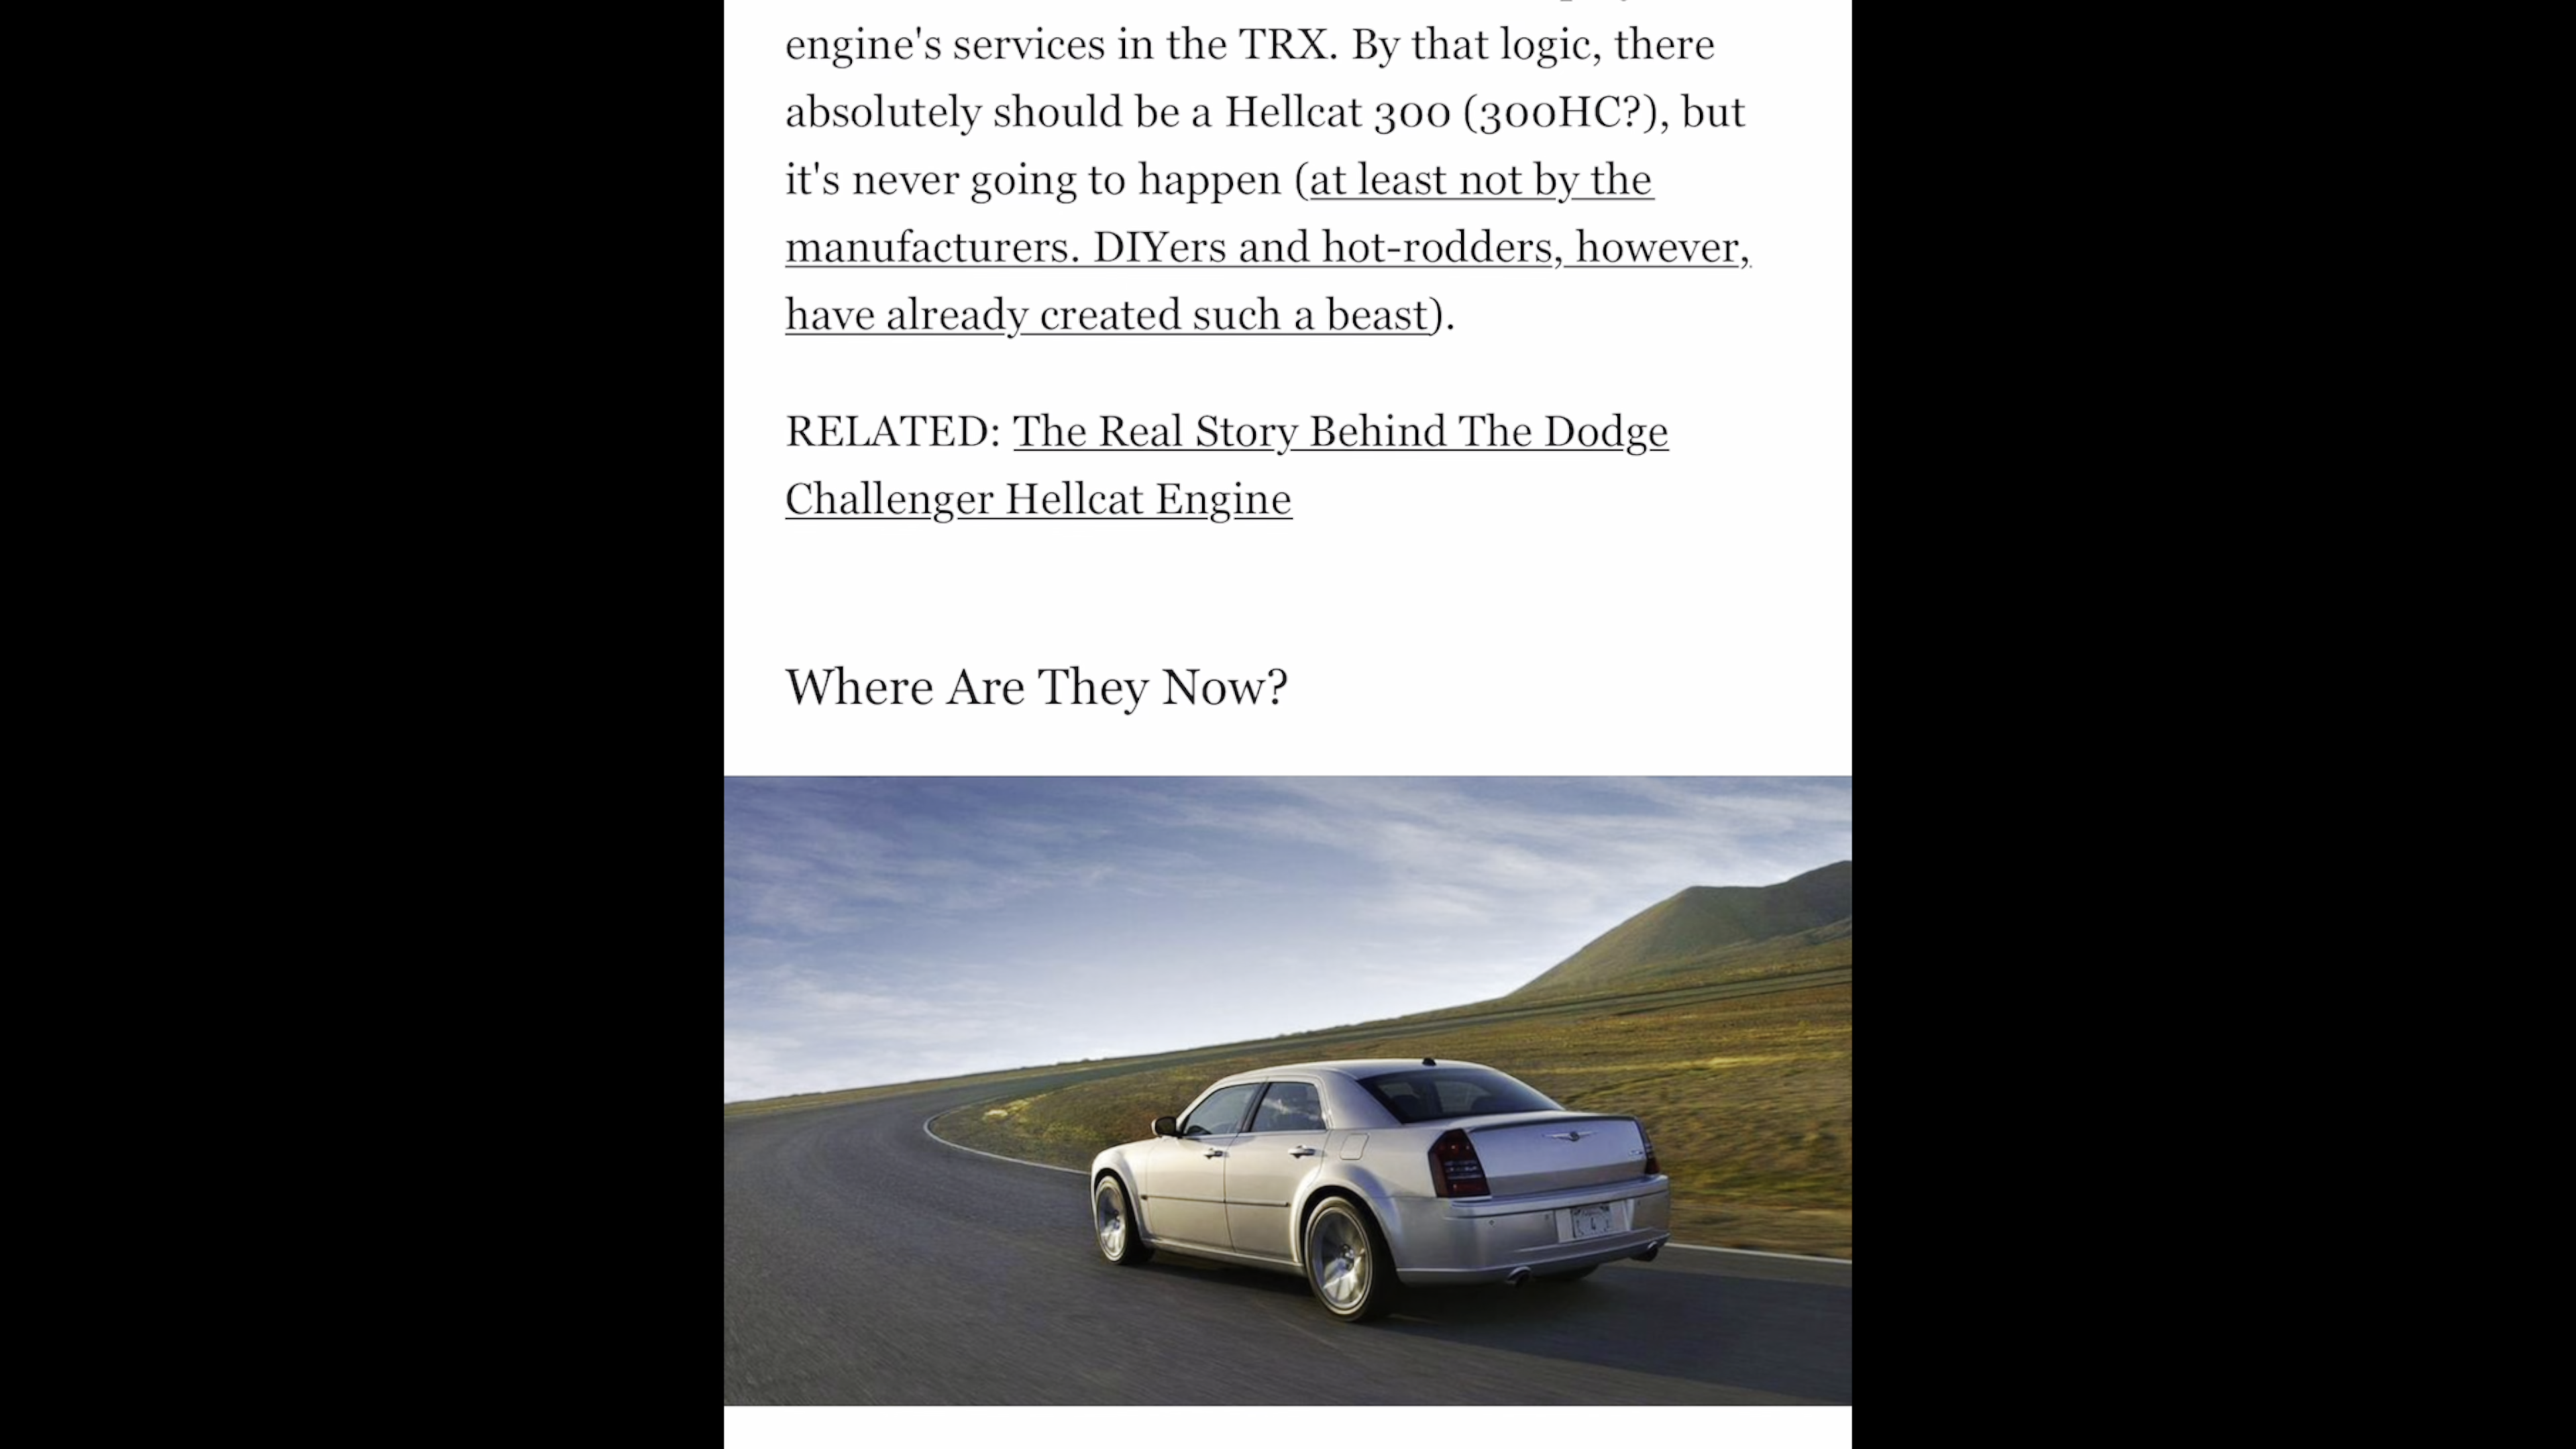 engine's services in the TRX. By that logic, there
absolutely should be a Hellcat 300 (300HC?), but
it's never going to happen (at least not by the
manufacturers. DIYers and hot-rodders, however,
have already created such a beast).
RELATED: The Real Story Behind The Dodge
Challenger Hellcat Engine
Where Are They Now?